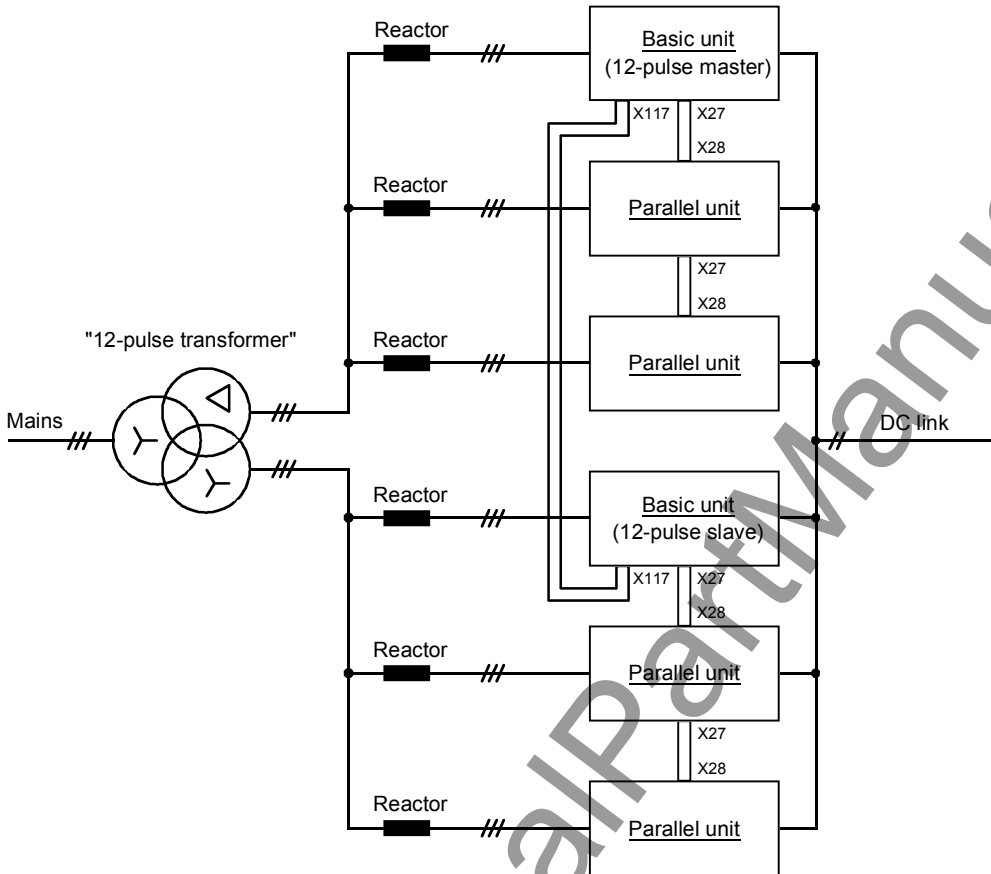 Reactor
Basic unit
(12-pulse master)
X117
X27
X28
Reactor
Parallel unit
X27
X28
"12-pulse transformer"
Reactor
Parallel unit
Mains
DC link
Reactor
Basic unit
(12-pulse slave)
X117
X27
X28
Reactor
Parallel unit
X27
X28
Reactor
Parallel unit
alPartManu